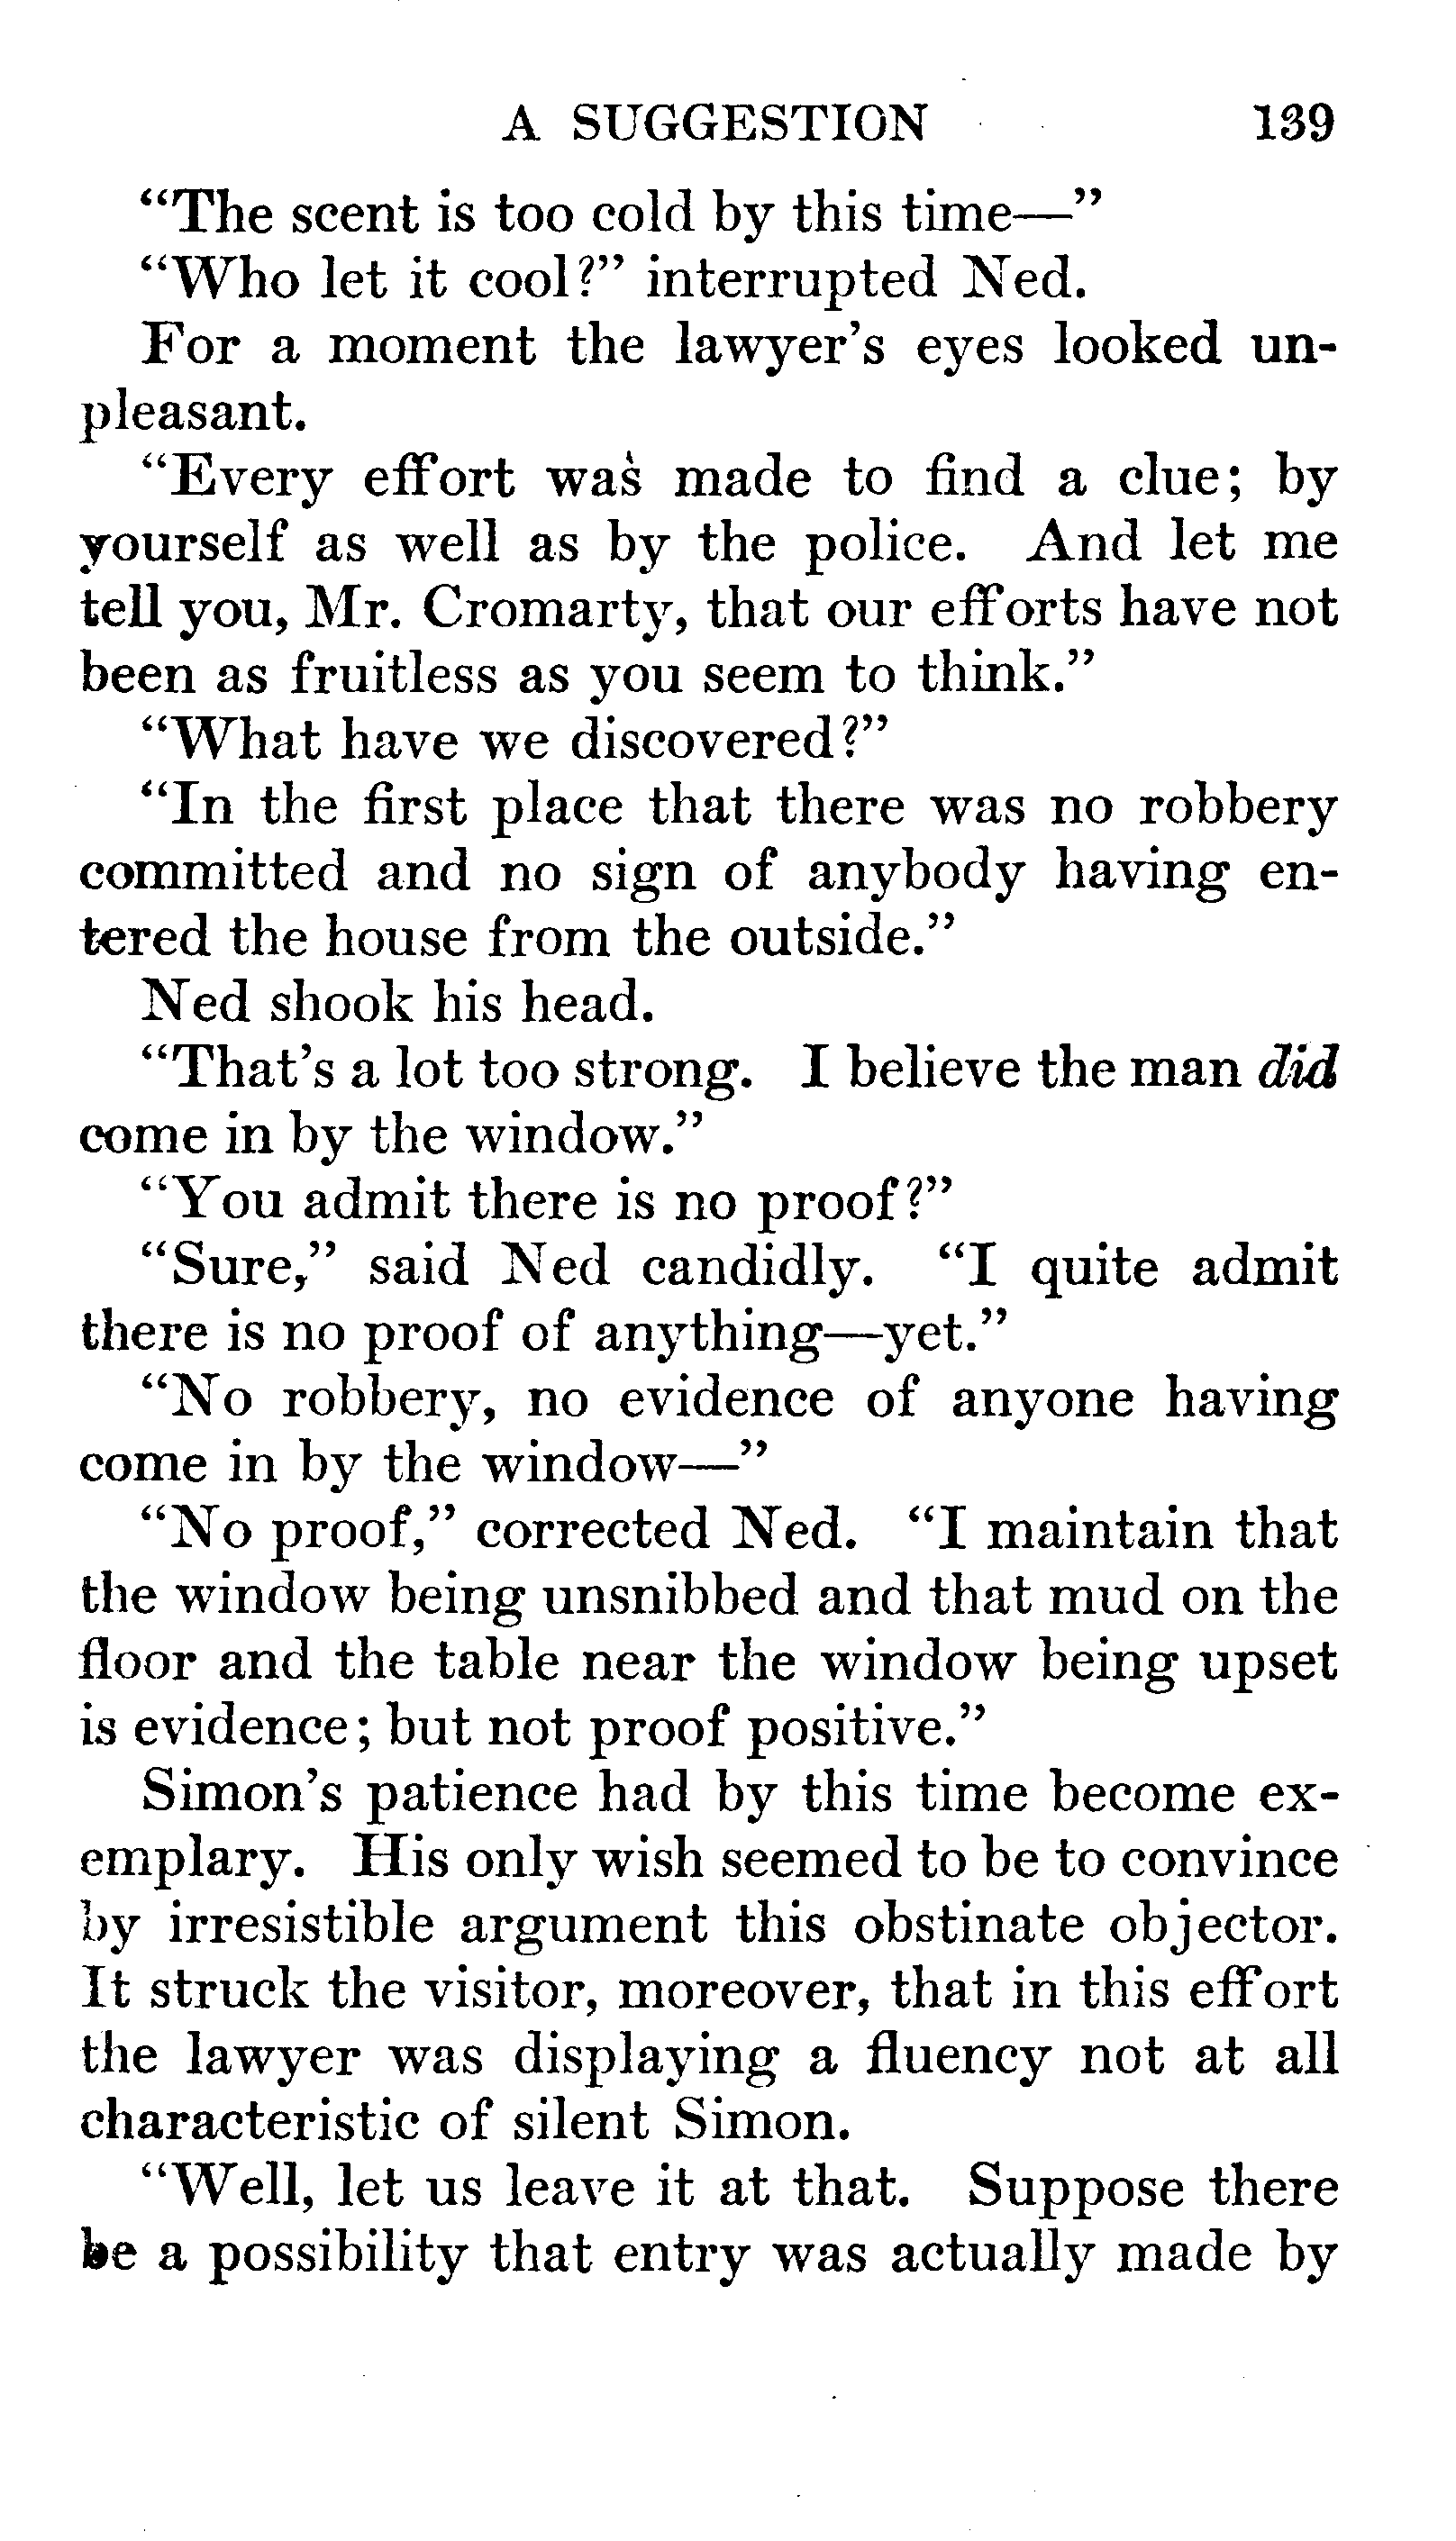 A SUGGESTION 139
"The scent is too cold by this time—"
"Who let it cool?" interrupted Ned.
For a moment the lawyer's eyes looked un-
pleasant.
"Every effort was made to find a clue; by
yourself as well as by the police. And let me
tell you, Mr. Cromarty, that our efforts have not
been as fruitless as you seem to think."
"What have we discovered?"
"In the first place that there was no robbery
committed and no sign of anybody having en-
tered the house from the outside."
Ned shook his head.
"That's a lot too strong. I believe the man did
come in by the window."
"You admit there is no proof?"
"Sure," said Ned candidly. "I quite admit
there is no proof of anything—yet."
"No robbery, no evidence of anyone having
come in by the window—"
"No proof," corrected Ned. "I maintain that
the window being unsnibbed and that mud on the
floor and the table near the window being upset
is evidence; but not proof positive."
Simon's patience had by this time become ex-
emplary. His only wish seemed to be to convince
by irresistible argument this obstinate objector.
It struck the visitor, moreover, that in this effort
the lawyer was displaying a fluency not at all
characteristic of silent Simon.
"Well, let us leave it at that. Suppose there
be a possibility that entry was actually made by